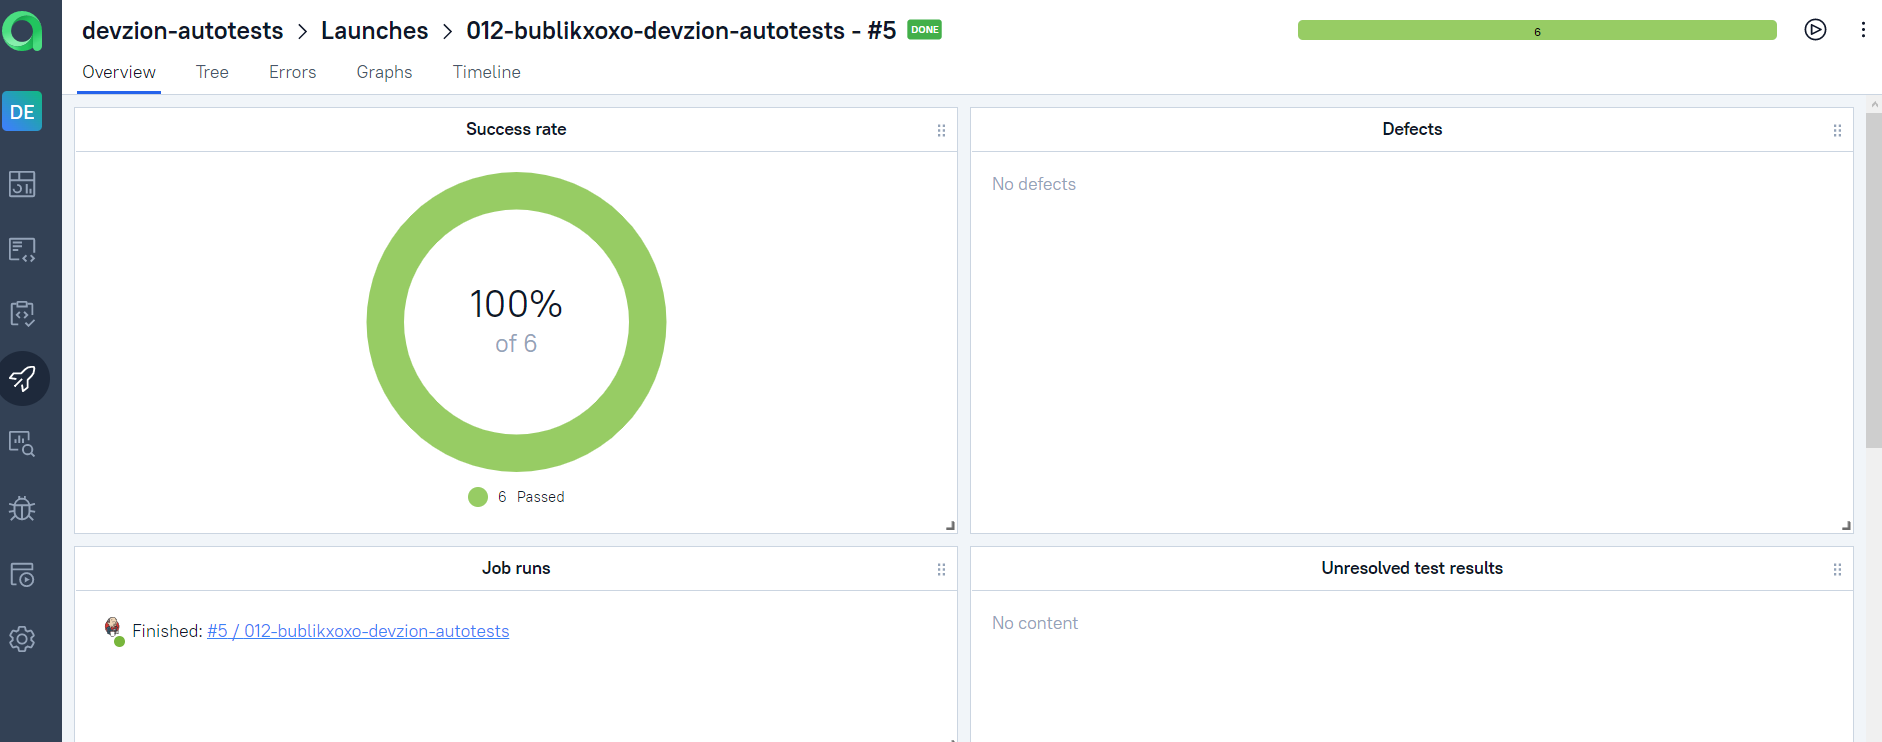 devzion-autotests > Launches > 012-bublikxoxo-devzion-autotests - #5 DONE
6
Overview Tree Errors Graphs Timeline
DE
Success rate
100%
of 6
6 Passed
Defects
No defects
Job runs
Finished: #5 / 012-bublikxoxo-devzion-autotests
Unresolved test results
No content